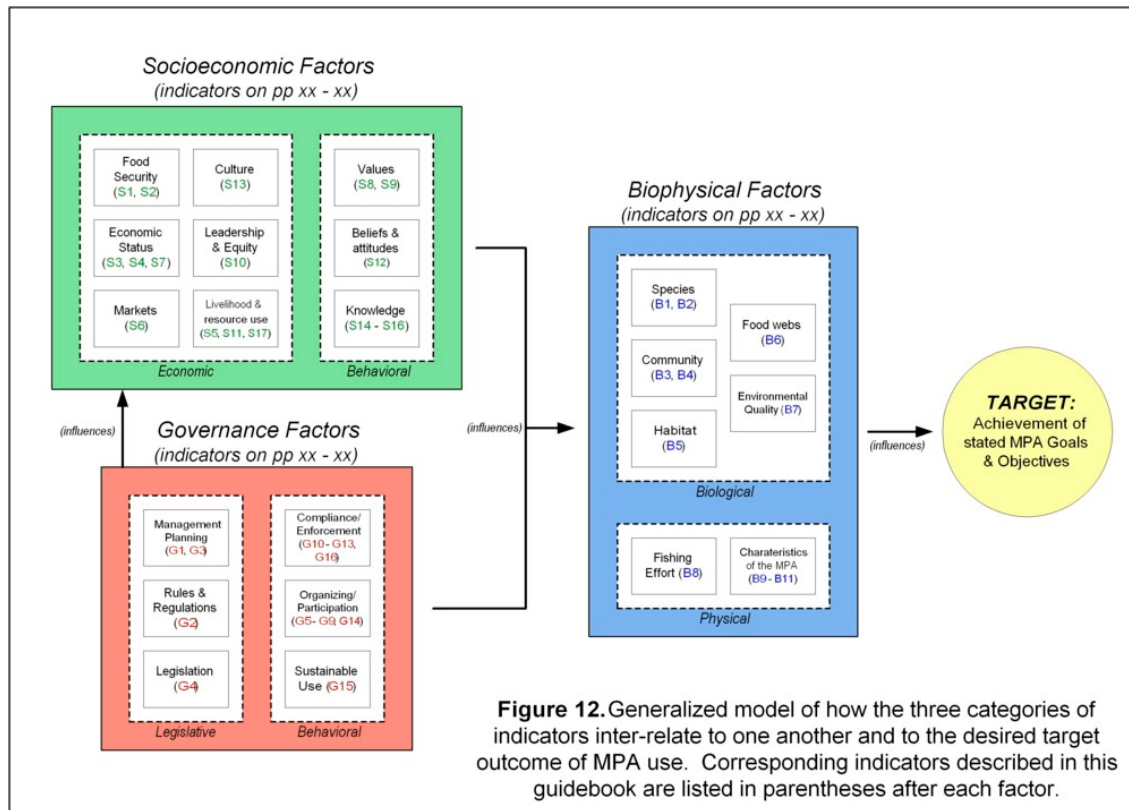 Socioeconomic Factors
(indicators on pp xx - xx)
Food
Security
(S1, S2)
Culture
(S13)
Economic
Status
(S3, S4, S7)
Leadership
& Equity
(S10)
Markets
(S6)
Livelihood &
resource use
(S5, S11, S17)
Economic
Values
(S8, S9)
Beliefs &
attitudes
(S12)
Knowledge
(S14 - S16)
Behavioral
(influences)
Governance Factors
(indicators on pp xx - xx)
Management
Planning
(G1, G3)
Rules &
Regulations
(G2)
Legislation
(G4)
Legislative
Compliance/
Enforcement
(G10 - G13,
G16)
Organizing/
Participation
(G5- G9, G14)
Sustainable
Use (G15)
Behavioral
(influences)
Biophysical Factors
(indicators on pp xx - xx)
Species
(B1, B2)
Community
(B3, B4)
Habitat
(B5)
Food webs
(B6)
Environmental
Quality (B7)
Biological
Fishing
Effort (B8)
Charateristics
of the MPA
(B9 - B11)
Physical
(influences)
TARGET:
Achievement of
stated MPA Goals
& Objectives
Figure 12. Generalized model of how the three categories of
indicators inter-relate to one another and to the desired target
outcome of MPA use. Corresponding indicators described in this
guidebook are listed in parentheses after each factor.